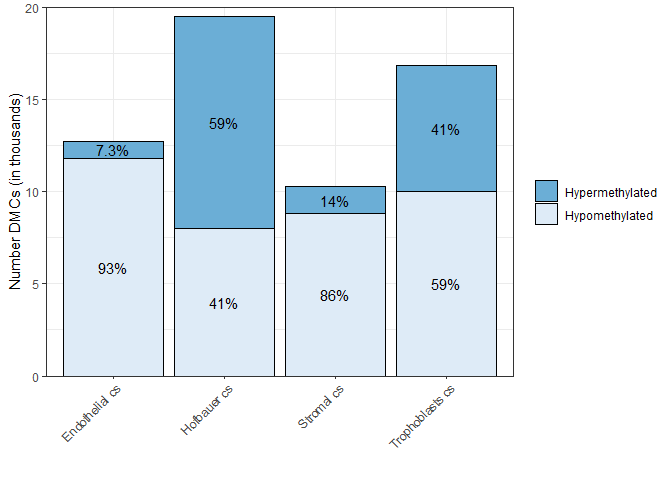 Number DMCs (in thousands)
20
15
10
5
0
7.3%
93%
59%
41%
14%
86%
41%
59%
Endothelial cs
Hofbauer cs
Stromal cs
Trophoblasts cs
Hypermethylated
Hypomethylated